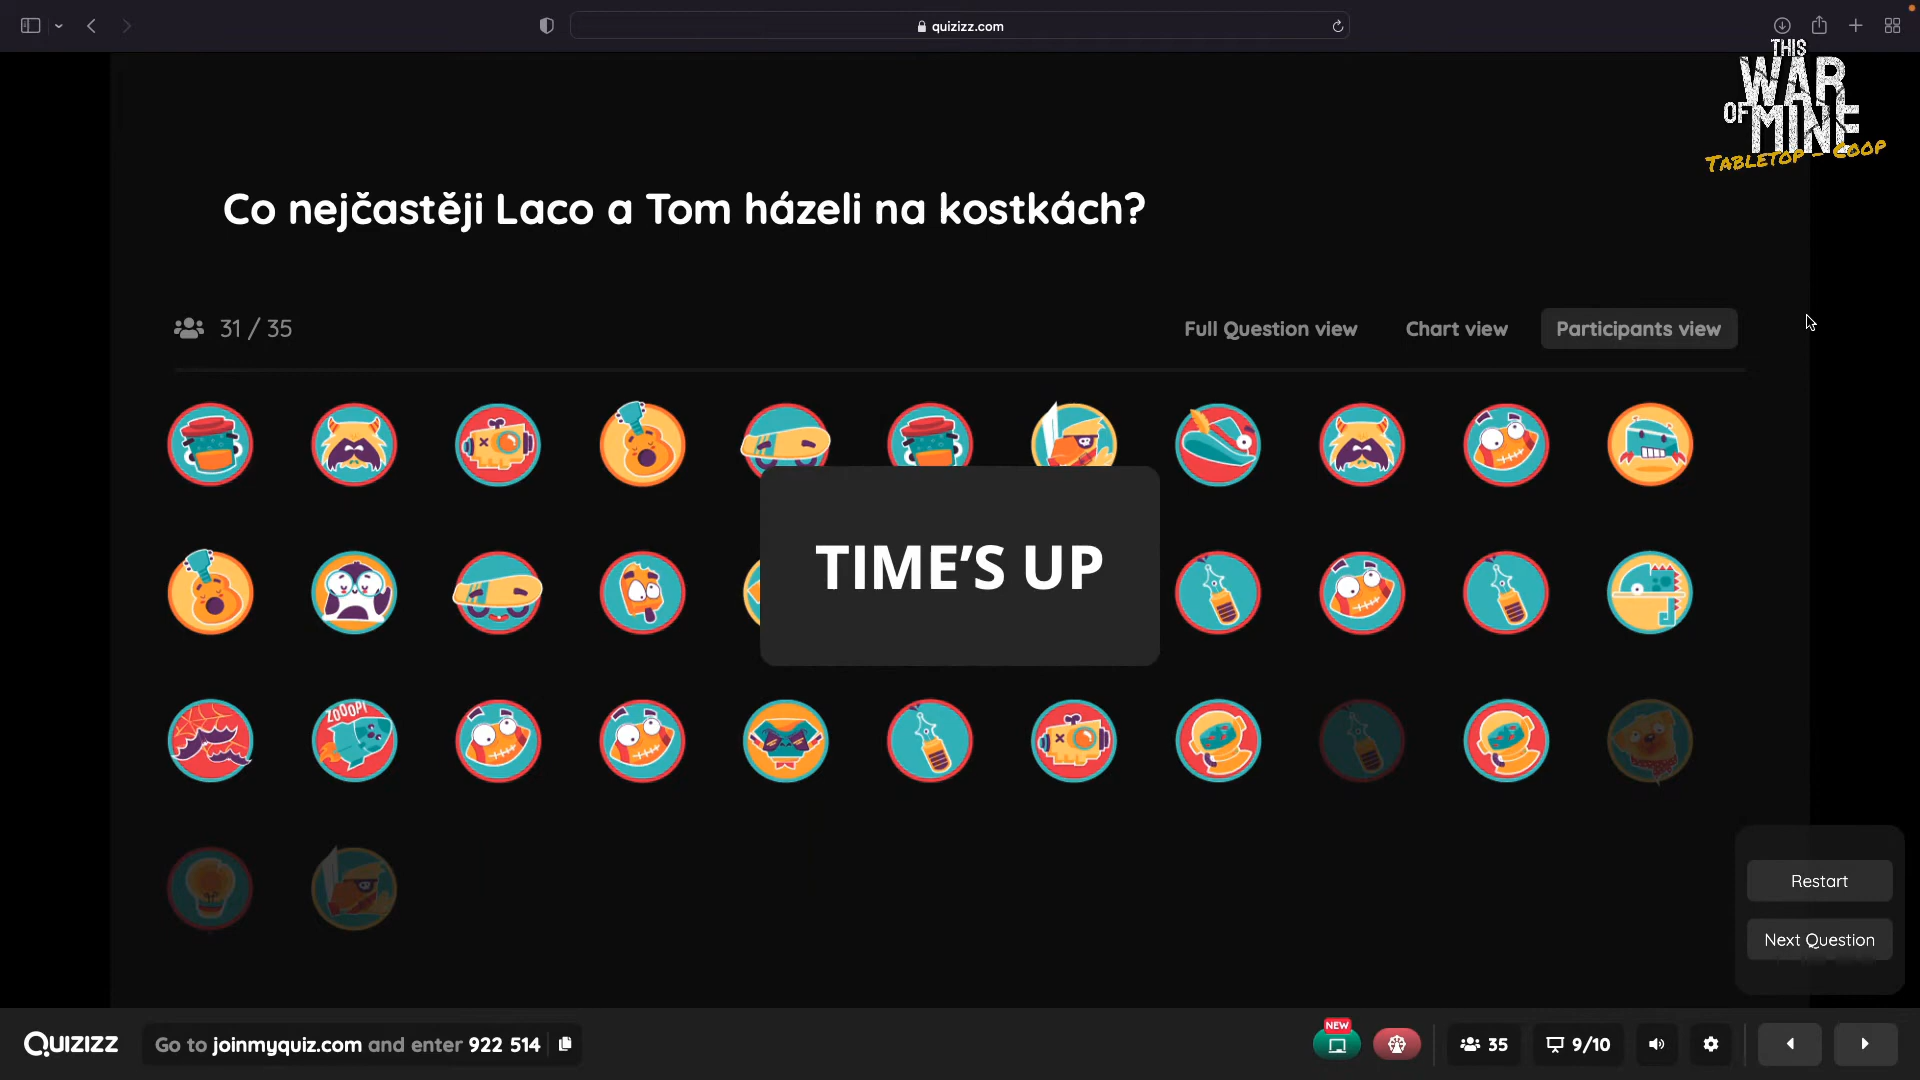 quizizz.com
THIS
WAR
OF MINE
TABLETOP - COOP
Co nejčastěji Laco a Tom házeli na kostkách?
31 / 35
Full Question view
Chart view
Participants view
TIME'S UP
ZOOOP!
Restart
Next Question
QUIZIZZ
Go to joinmyquiz.com and enter 922 514
NEW
35
9/10